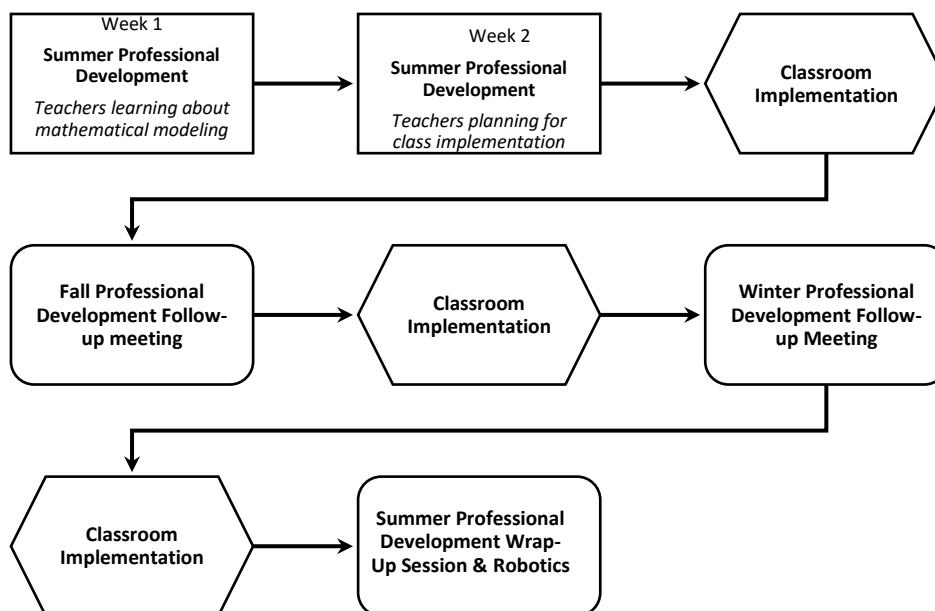 Week 1
Summer Professional
Development
Teachers learning about
mathematical modeling
Week 2
Summer Professional
Development
Teachers planning for
class implementation
Classroom
Implementation
Fall Professional
Development Follow-
up meeting
Classroom
Implementation
Winter Professional
Development Follow-
up Meeting
Classroom
Implementation
Summer Professional
Development Wrap-
Up Session & Robotics